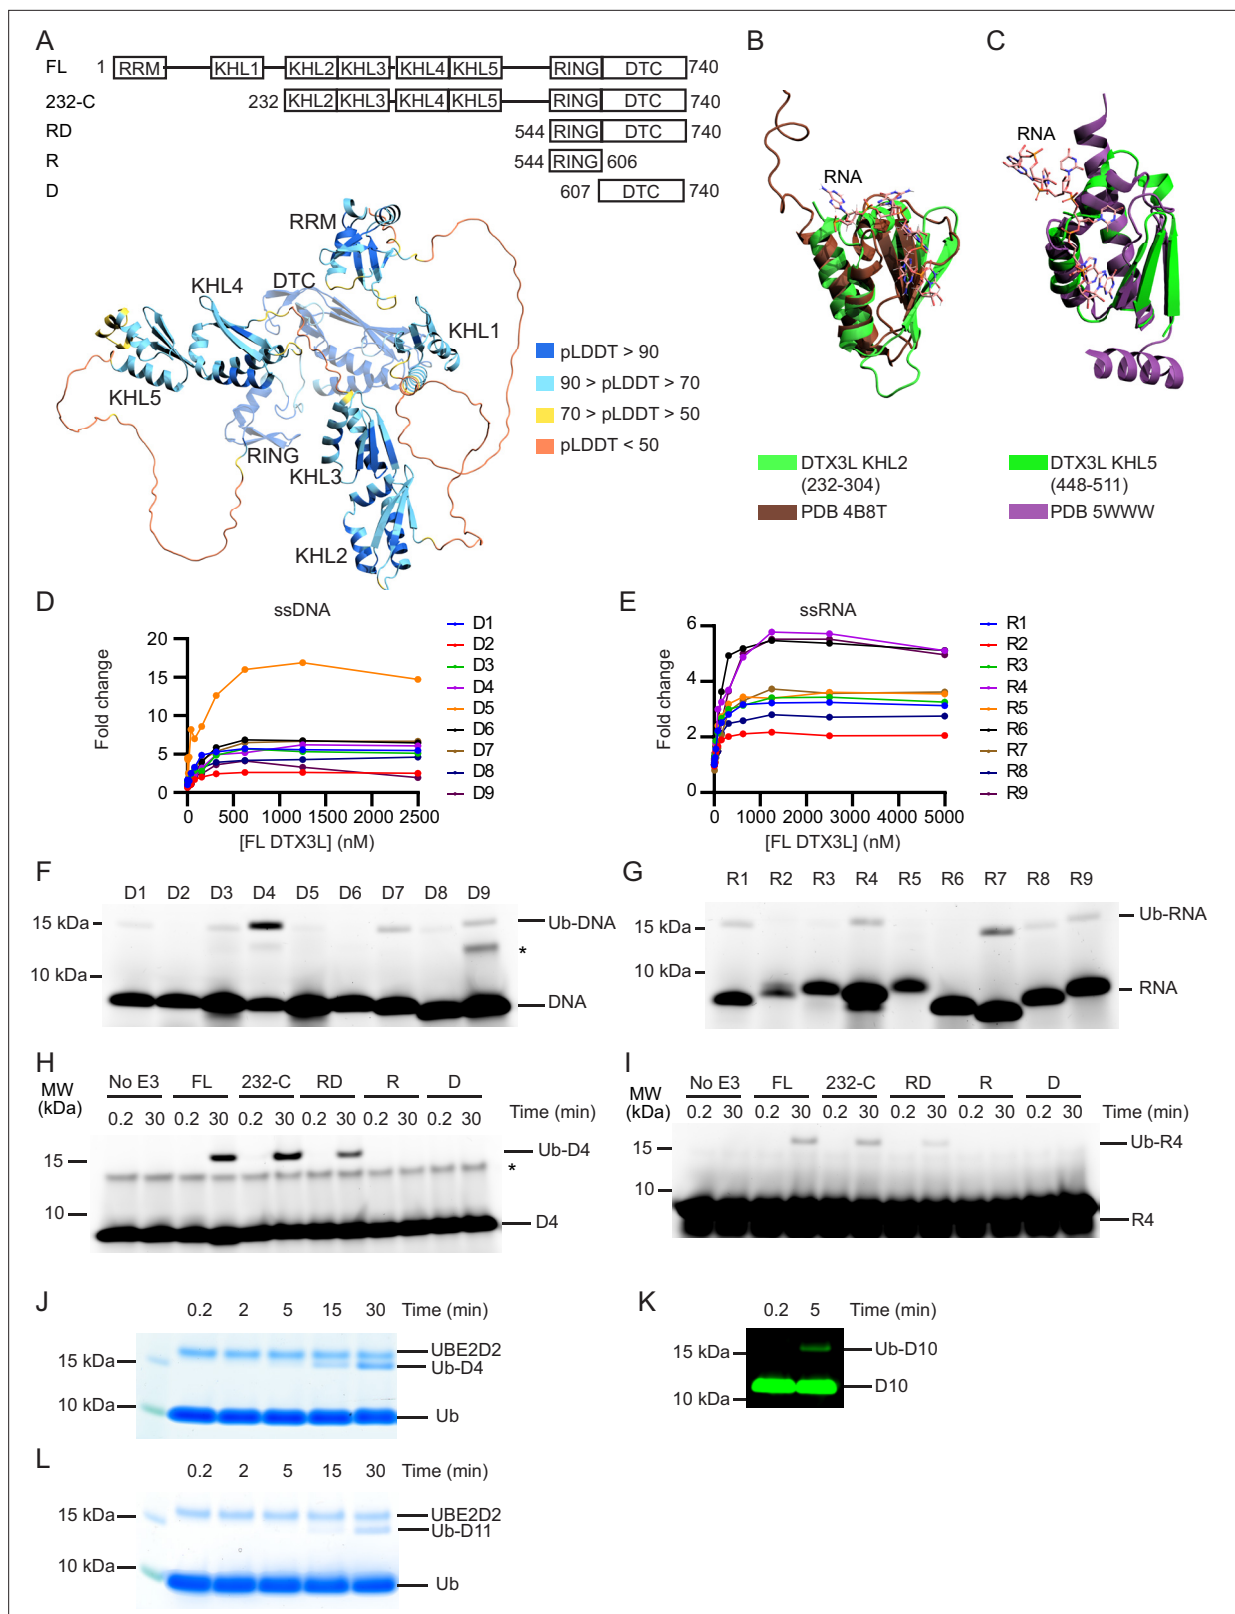 A
FL 1 RRM KHL1 KHL2 KHL3 KHL4 KHL5 RING DTC 740
232-C 232 KHL2 KHL3 KHL4 KHL5 RING DTC 740
RD 544 RING DTC 740
R 544 RING 606
D 607 DTC 740
RRM
KHL4
DTC
KHL1
KHL5
RING
KHL3
KHL2
pLDDT > 90
90 > pLDDT > 70
70 > pLDDT > 50
pLDDT < 50
B
RNA
DTX3L KHL2
(232-304)
PDB 4B8T
C
RNA
DTX3L KHL5
(448-511)
PDB 5WWW
D
ssDNA
Fold change
20
15
10
5
0
0 500 1000 1500 2000 2500
[FL DTX3L] (nM)
D1
D2
D3
D4
D5
D6
D7
D8
D9
E
ssRNA
Fold change
6
4
2
0
0 1000 2000 3000 4000 5000
[FL DTX3L] (nM)
R1
R2
R3
R4
R5
R6
R7
R8
R9
F
D1 D2 D3 D4 D5 D6 D7 D8 D9
15 kDa
Ub-DNA
*
10 kDa
DNA
G
R1 R2 R3 R4 R5 R6 R7 R8 R9
15 kDa
Ub-RNA
10 kDa
RNA
H
MW
(kDa)
No E3 FL 232-C RD R D
0.2 30 0.2 30 0.2 30 0.2 30 0.2 30 0.2 30 Time (min)
Ub-D4
15
*
10
D4
I
MW
(kDa)
No E3 FL 232-C RD R D
0.2 30 0.2 30 0.2 30 0.2 30 0.2 30 0.2 30 Time (min)
15
Ub-R4
10
R4
J
0.2 2 5 15 30 Time (min)
UBE2D2
15 kDa
Ub-D4
10 kDa
Ub
K
0.2 5 Time (min)
15 kDa
Ub-D10
D10
10 kDa
L
0.2 2 5 15 30 Time (min)
15 kDa
UBE2D2
Ub-D11
10 kDa
Ub